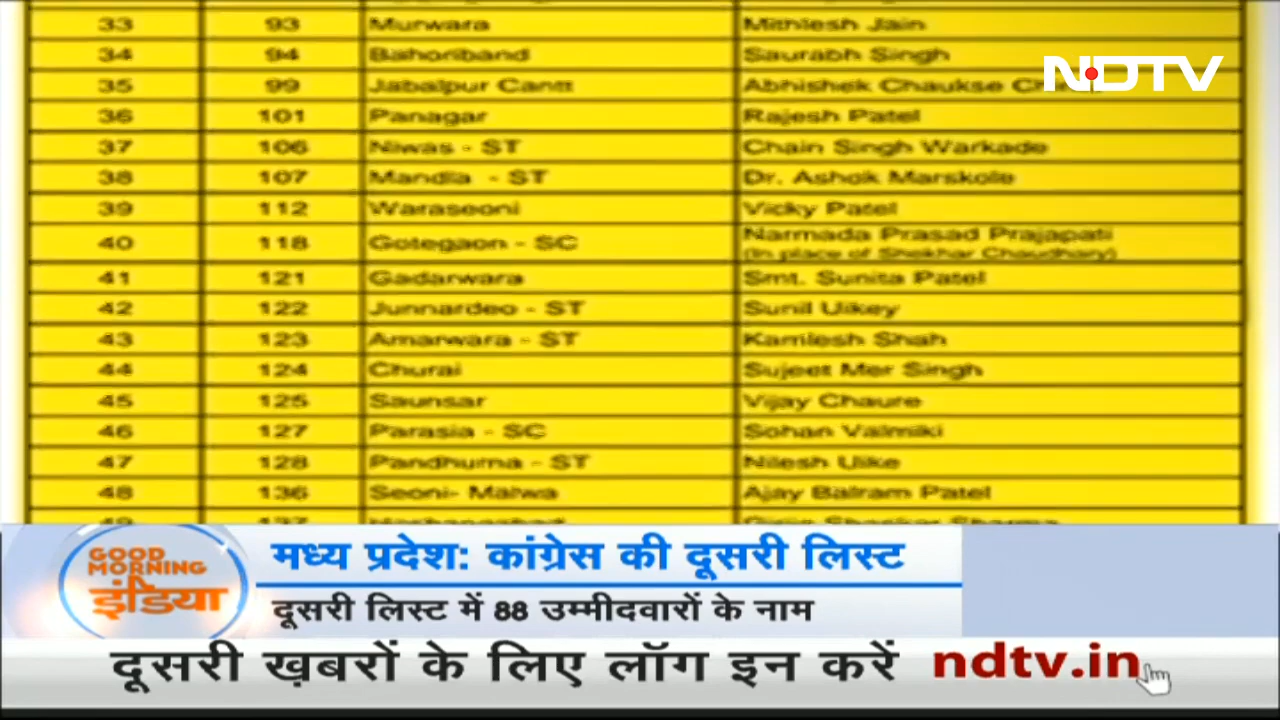 33 93 Murwara Mithlesh Jain
34 94 Bahoriband Saurabh Singh
35 99 Jabalpur Cantt Abhishek Chaukse
NDTV
36 101 Panagar Rajesh Patel
37 106 Niwas - ST Chain Singh Warkade
38 107 Mandla - ST Dr. Ashok Marskole
39 112 Waraseoni Vicky Patel
40 118 Gotegaon - SC Narmada Prasad Prajapati
(In place of Shekhar Chaudhary)
41 121 Gadarwara Smt. Sunita Patel
42 122 Junnardeo - ST Sunil Uikey
43 123 Amarwara - ST Kamlesh Shah
44 124 Churai Sujeet Mer Singh
45 125 Saunsar Vijay Chaure
46 127 Parasia - SC Sohan Valmiki
47 128 Pandhurna - ST Nilesh Uike
48 136 Seoni- Malwa Ajay Balram Patel
GOOD
MORNING
इंडिया
मध्य प्रदेश: कांग्रेस की दूसरी लिस्ट
दूसरी लिस्ट में 88 उम्मीदवारों के नाम
दूसरी ख़बरों के लिए लॉग इन करें ndtv.in